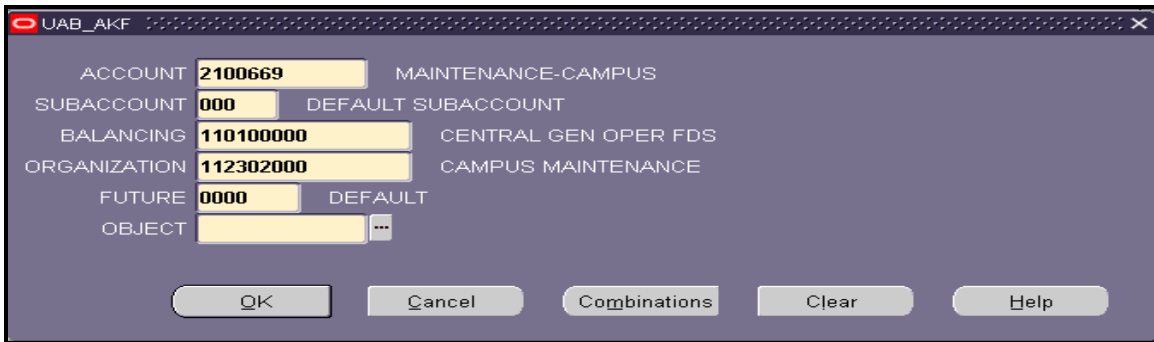 UAB_AKF
ACCOUNT 2100669 MAINTENANCE-CAMPUS
SUBACCOUNT 000 DEFAULT SUBACCOUNT
BALANCING 110100000 CENTRAL GEN OPER FDS
ORGANIZATION 112302000 CAMPUS MAINTENANCE
FUTURE 0000 DEFAULT
OBJECT ...
OK Cancel Combinations Clear Help